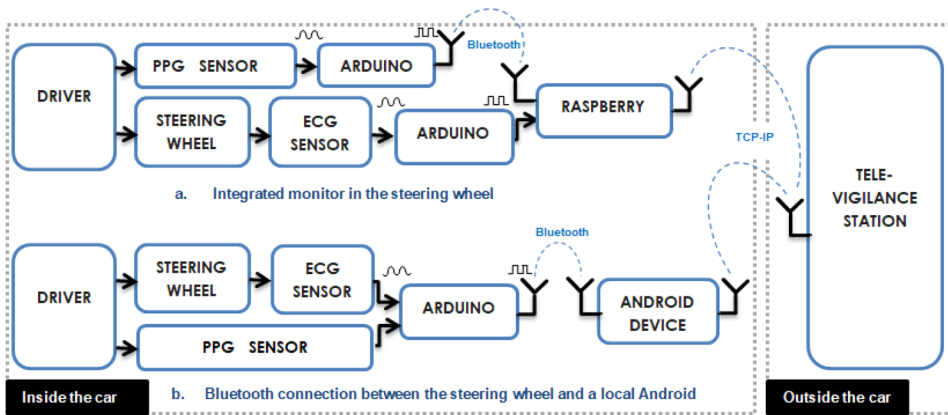 DRIVER
PPG SENSOR
ARDUINO
Bluetooth
STEERING
WHEEL
ECG
SENSOR
ARDUINO
RASPBERRY
TCP-IP
TELE-
VIGILANCE
STATION
a. Integrated monitor in the steering wheel
DRIVER
STEERING
WHEEL
ECG
SENSOR
PPG SENSOR
ARDUINO
Bluetooth
ANDROID
DEVICE
Inside the car
b. Bluetooth connection between the steering wheel and a local Android
Outside the car